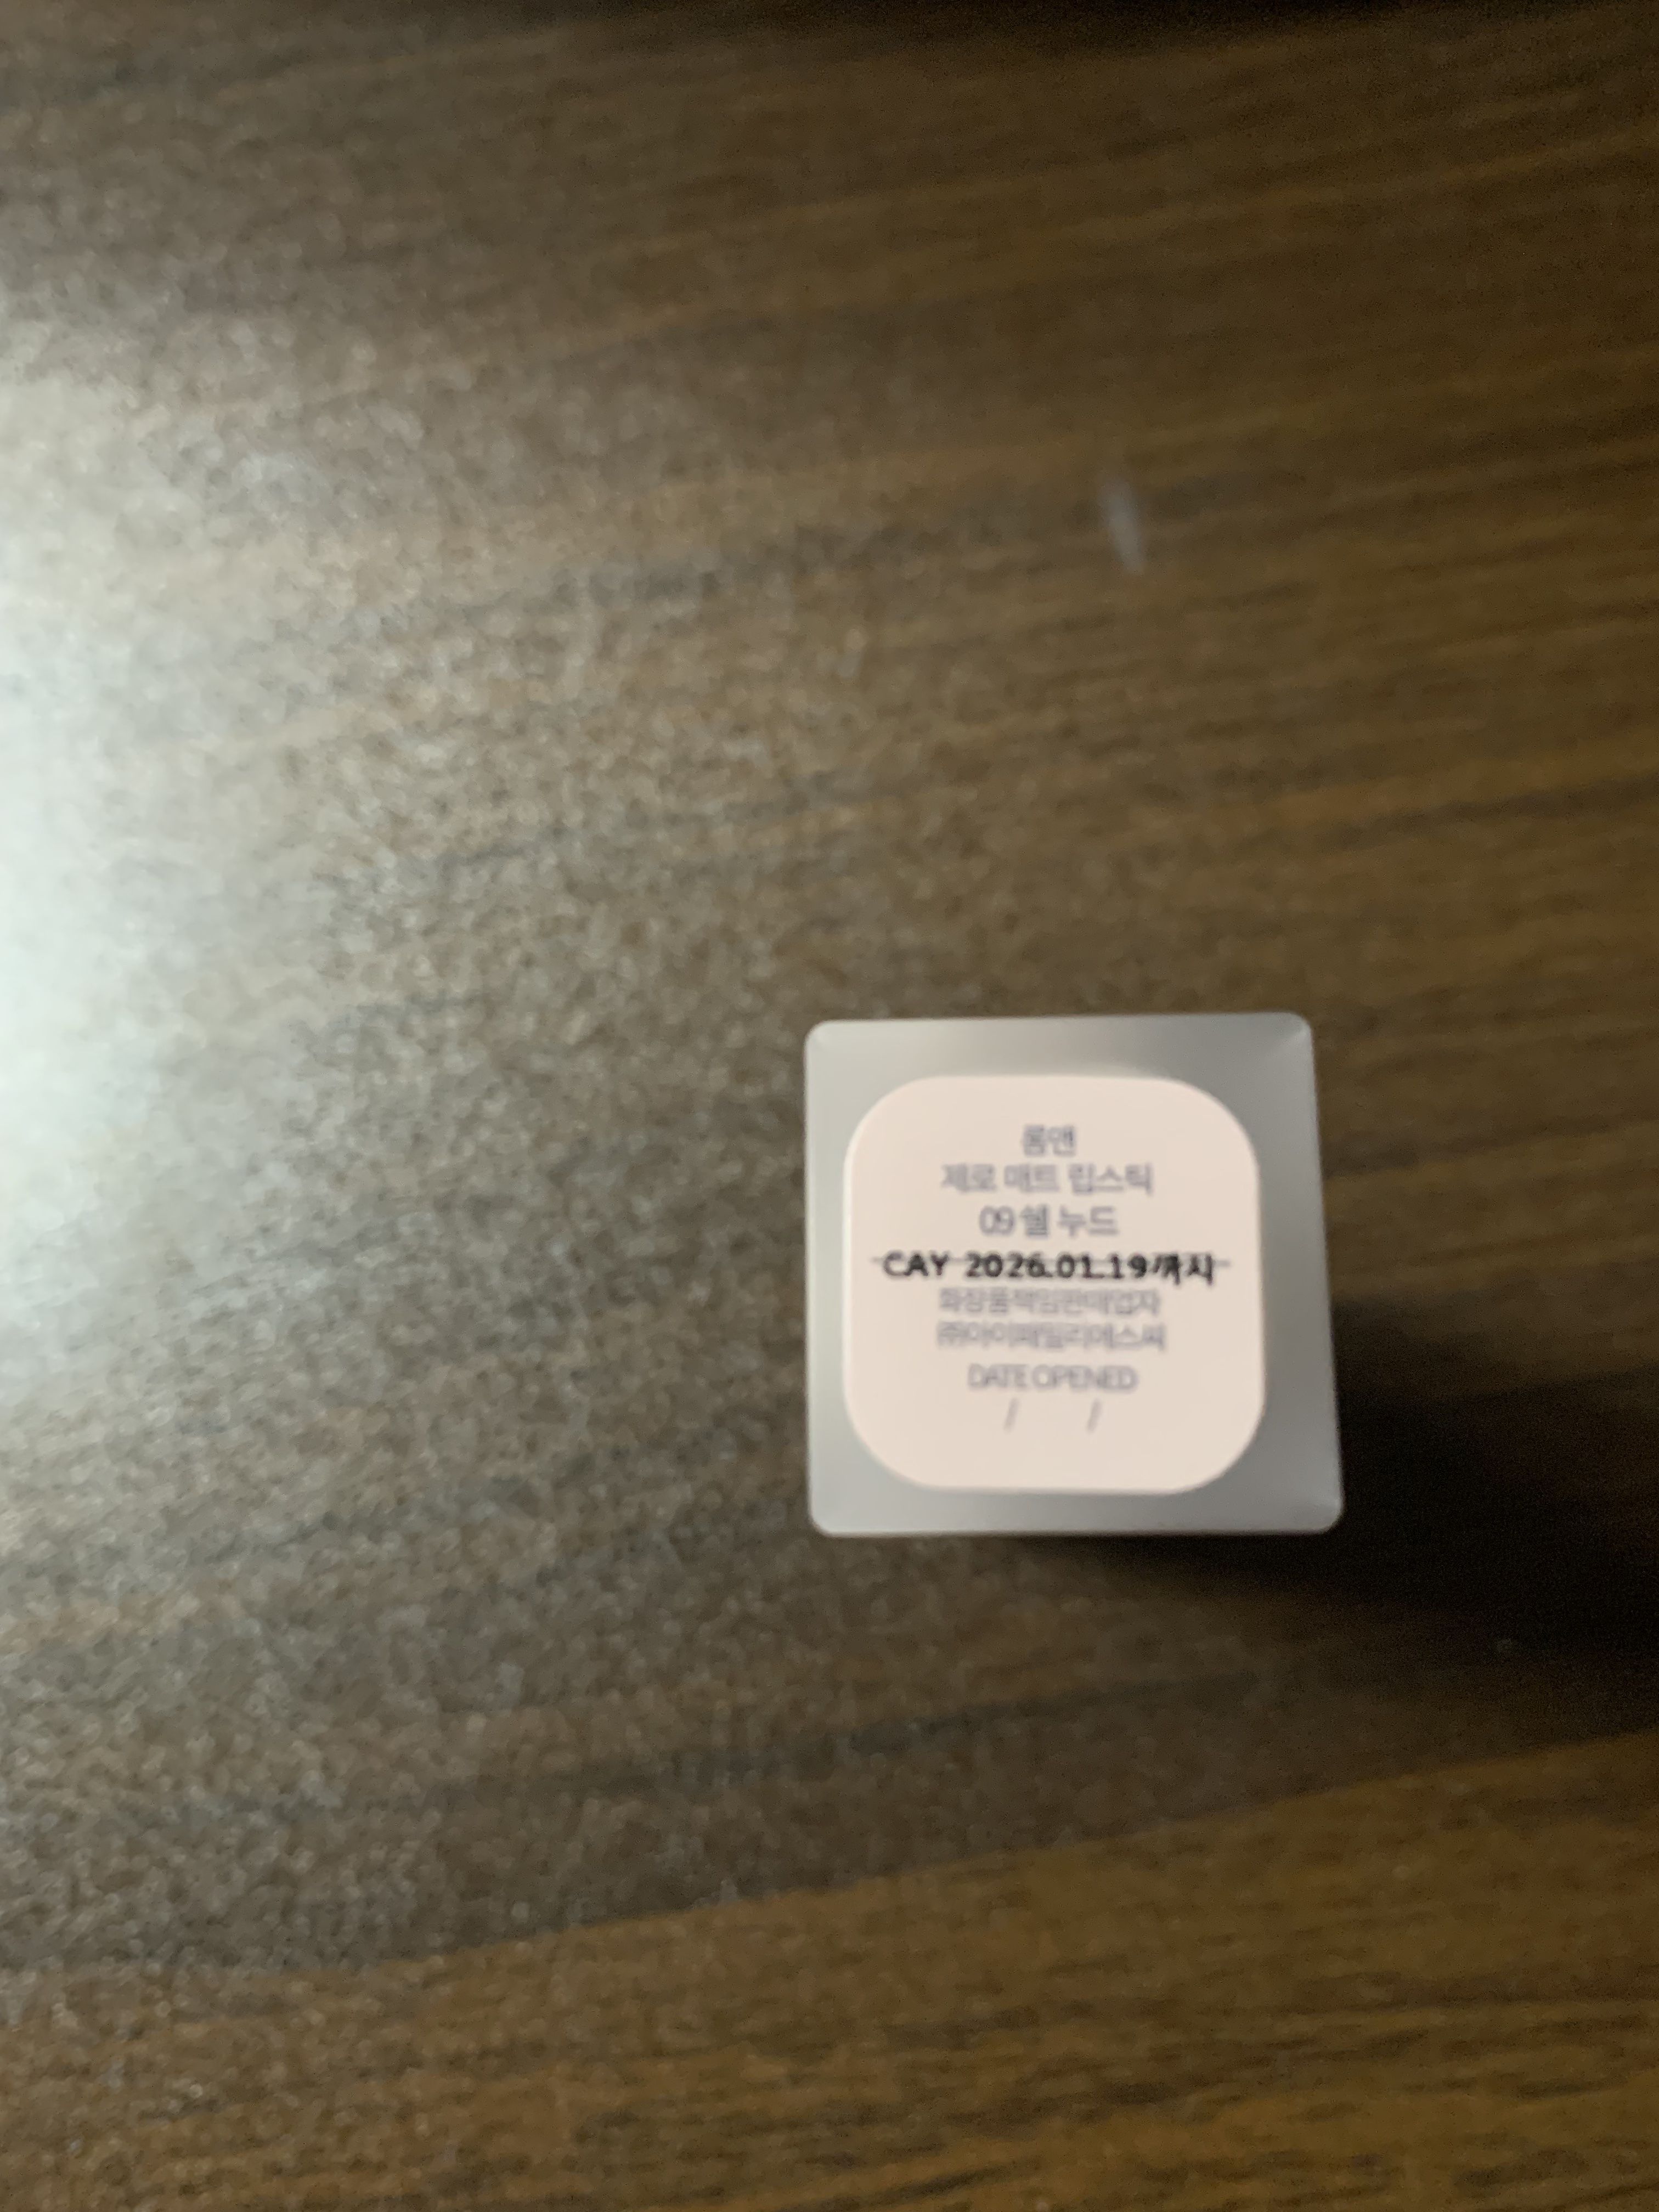 롬앤
제로 매트 립스틱
09 쉘 누드
CAY 2026.01.19까지
화장품책임판매업자
㈜아이패밀리에스씨
DATE OPENED
/ /